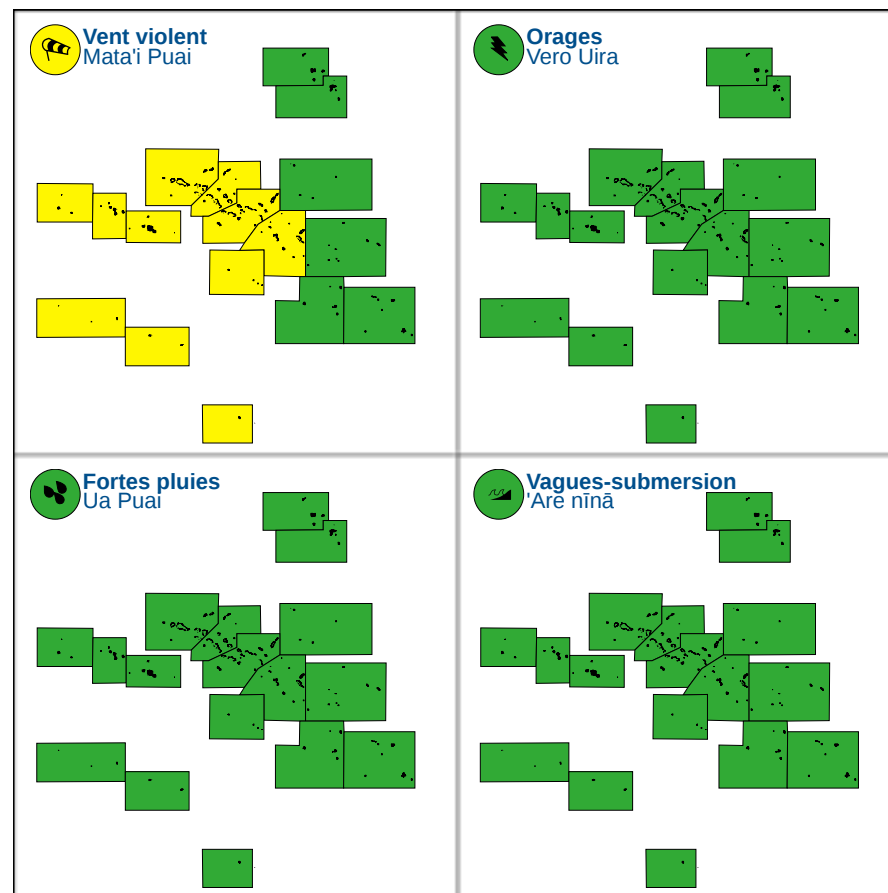 Vent violent
Mata'i Puai
Orages
Vero Uira
Fortes pluies
Ua Puai
Vagues-submersion
'Are nīnā